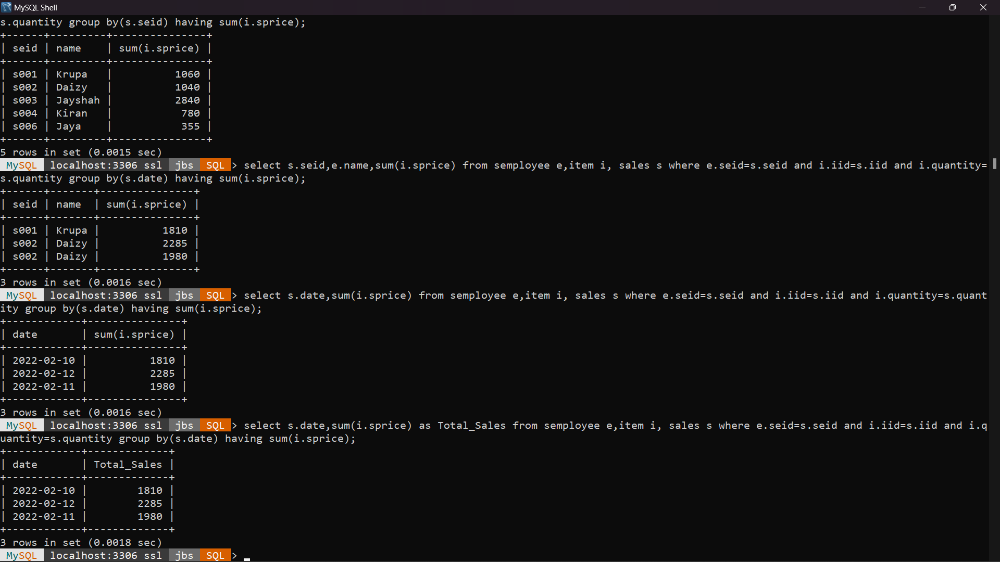 MySQL Shell
s.quantity group by(s.seid) having sum(i.sprice);
+------+---------+---------------+
| seid | name    | sum(i.sprice) |
+------+---------+---------------+
| s001 | Krupa   |          1060 |
| s002 | Daizy   |          1040 |
| s003 | Jayshah |          2840 |
| s004 | Kiran   |           780 |
| s006 | Jaya    |           355 |
+------+---------+---------------+
5 rows in set (0.0015 sec)
MySQL localhost:3306 ssl jbs SQL > select s.seid,e.name,sum(i.sprice) from semployee e,item i, sales s where e.seid=s.seid and i.iid=s.iid and i.quantity=
s.quantity group by(s.date) having sum(i.sprice);
+------+-------+---------------+
| seid | name  | sum(i.sprice) |
+------+-------+---------------+
| s001 | Krupa |          1810 |
| s002 | Daizy |          2285 |
| s002 | Daizy |          1980 |
+------+-------+---------------+
3 rows in set (0.0016 sec)
MySQL localhost:3306 ssl jbs SQL > select s.date,sum(i.sprice) from semployee e,item i, sales s where e.seid=s.seid and i.iid=s.iid and i.quantity=s.quant
ity group by(s.date) having sum(i.sprice);
+------------+---------------+
| date       | sum(i.sprice) |
+------------+---------------+
| 2022-02-10 |          1810 |
| 2022-02-12 |          2285 |
| 2022-02-11 |          1980 |
+------------+---------------+
3 rows in set (0.0016 sec)
MySQL localhost:3306 ssl jbs SQL > select s.date,sum(i.sprice) as Total_Sales from semployee e,item i, sales s where e.seid=s.seid and i.iid=s.iid and i.q
uantity=s.quantity group by(s.date) having sum(i.sprice);
+------------+-------------+
| date       | Total_Sales |
+------------+-------------+
| 2022-02-10 |        1810 |
| 2022-02-12 |        2285 |
| 2022-02-11 |        1980 |
+------------+-------------+
3 rows in set (0.0018 sec)
MySQL localhost:3306 ssl jbs SQL > _